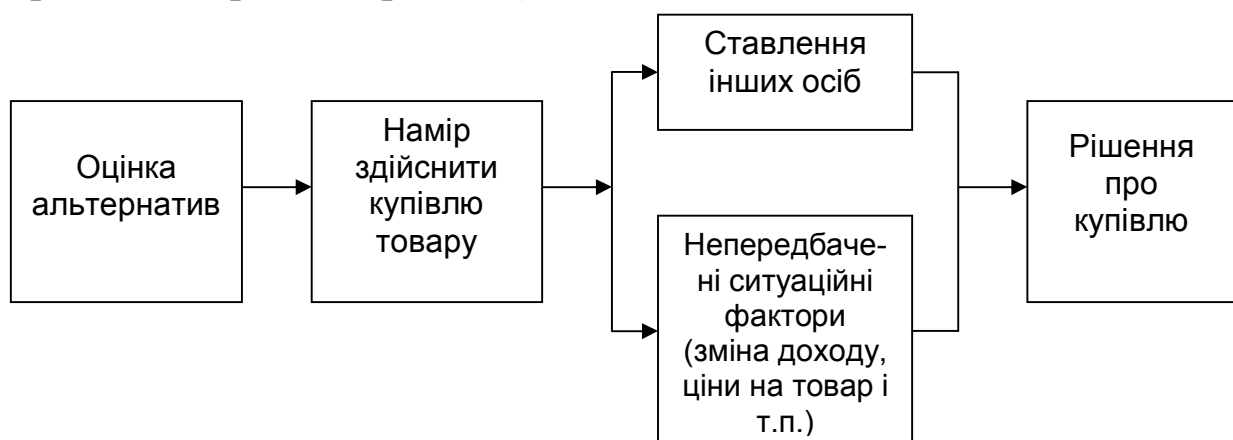 Оцінка
альтернатив
Намір
здійснити
купівлю
товару
Ставлення
інших осіб
Непередбаче-
ні ситуаційні
фактори
(зміна доходу,
ціни на товар і
т.п.)
Рішення
про
купівлю